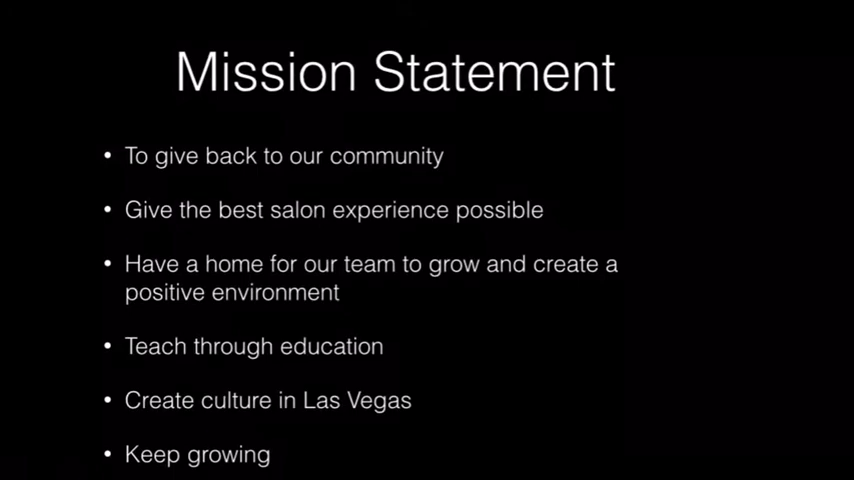 Mission Statement
• To give back to our community
• Give the best salon experience possible
• Have a home for our team to grow and create a
positive environment
• Teach through education
• Create culture in Las Vegas
• Keep growing